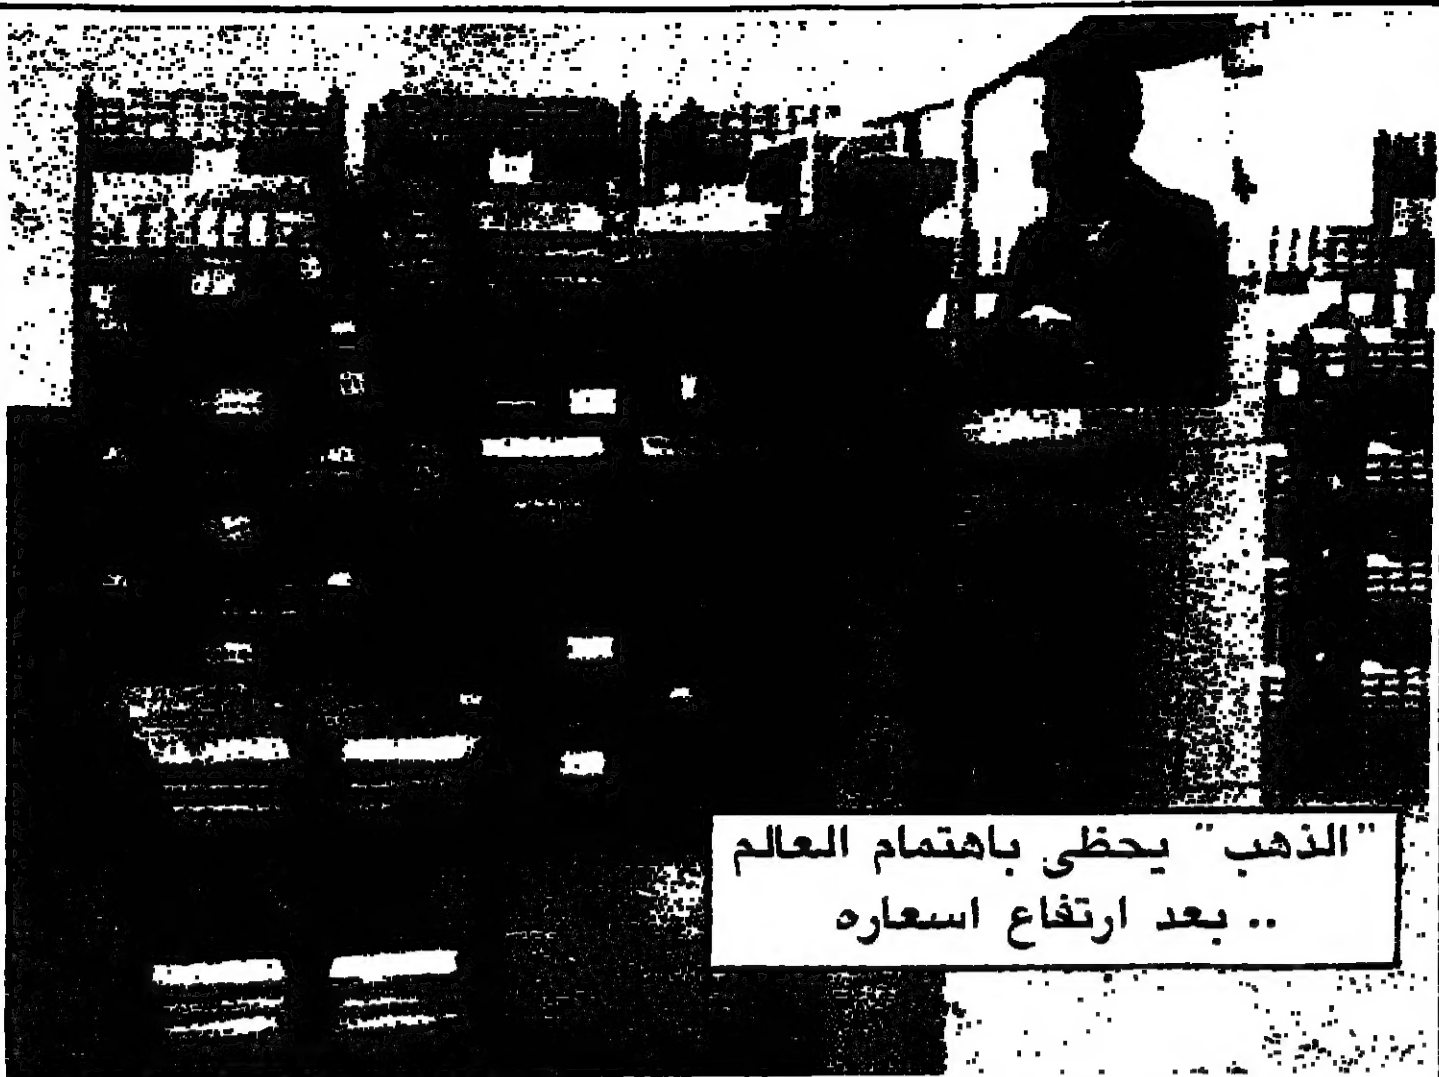 "الذهب" يحظى باهتمام العالم
.. بعد ارتفاع اسعاره